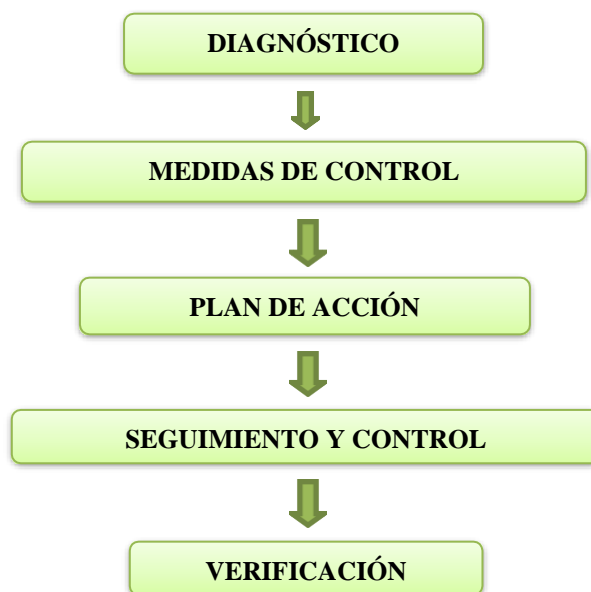 DIAGNÓSTICO
MEDIDAS DE CONTROL
PLAN DE ACCIÓN
SEGUIMIENTO Y CONTROL
VERIFICACIÓN